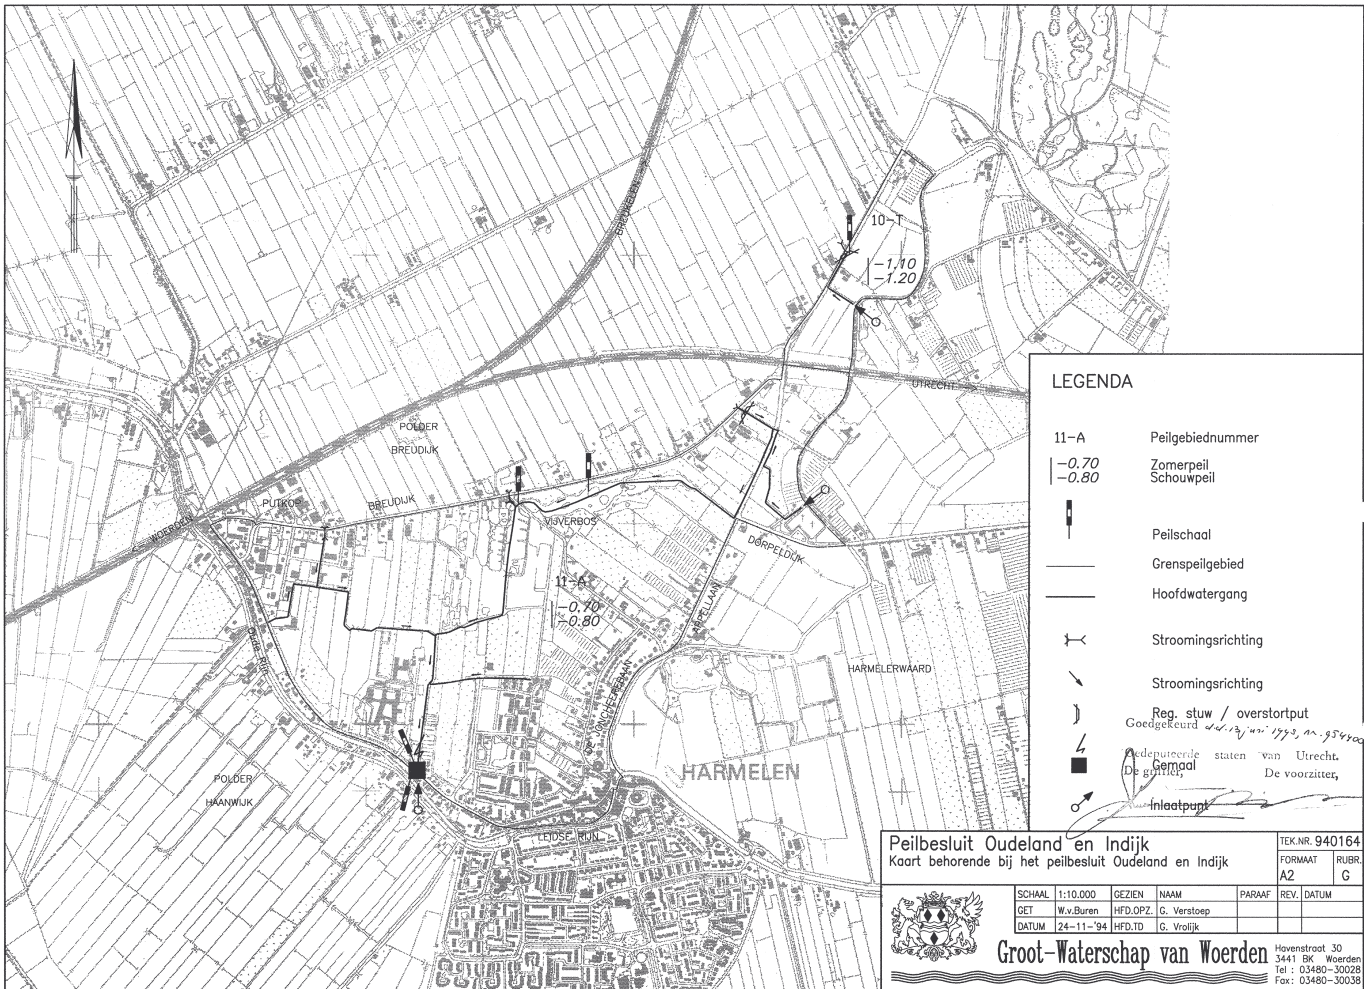 BREUKELEN
10-T
-1.10
-1.20
UTRECHT
POLDER
BREUDIJK
PUTKOP
BREUDIJK
WOERDEN
VIJVERBOS
DORPELDIJK
11-A
-0.70
-0.80
APPELLAAN
Oude Rijn
JONCHEEREBAAN
HARMELERWAARD
POLDER
HAANWIJK
HARMELEN
LEIDSE RIJN
LEGENDA
11-A Peilgebiednummer
-0.70 Zomerpeil
-0.80 Schouwpeil
Peilschaal
Grenspeilgebied
Hoofdwatergang
Stroomingsrichting
Stroomingsrichting
Reg. stuw / overstortput
Goedgekeurd d.d.
Gedeputeerde staten van Utrecht.
Gemaal
De griffier, De voorzitter,
Inlaatpunt
Peilbesluit Oudeland en Indijk
Kaart behorende bij het peilbesluit Oudeland en Indijk
TEK.NR. 940164
FORMAAT RUBR.
A2 G
SCHAAL 1:10.000 GEZIEN NAAM PARAAF REV. DATUM
GET W.v.Buren HFD.OPZ. G. Verstoep
DATUM 24-11-'94 HFD.TD G. Vrolijk
Groot-Waterschap van Woerden
Havenstraat 30
3441 BK Woerden
Tel : 03480-30028
Fax: 03480-30038